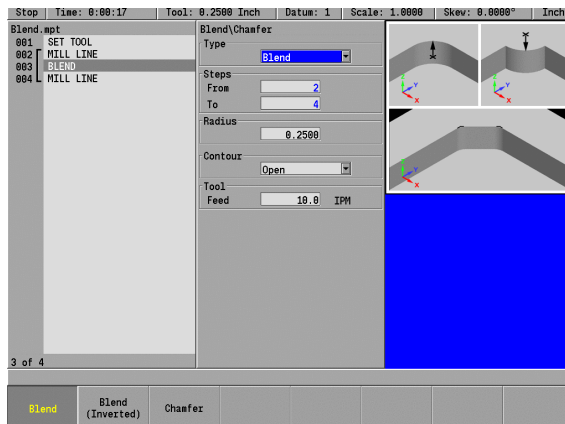 Stop Time: 0:00:17 Tool: 0.2500 Inch Datum: 1 Scale: 1.0000 Skew: 0.0000° Inch
Blend.mpt
001 SET TOOL
002 MILL LINE
003 BLEND
004 MILL LINE
3 of 4
Blend\Chamfer
Type
Blend
Steps
From 2
To 4
Radius
0.2500
Contour
Open
Tool
Feed 10.0 IPM
Z Y X
Z Y X
Z Y X
Blend Blend (Inverted) Chamfer